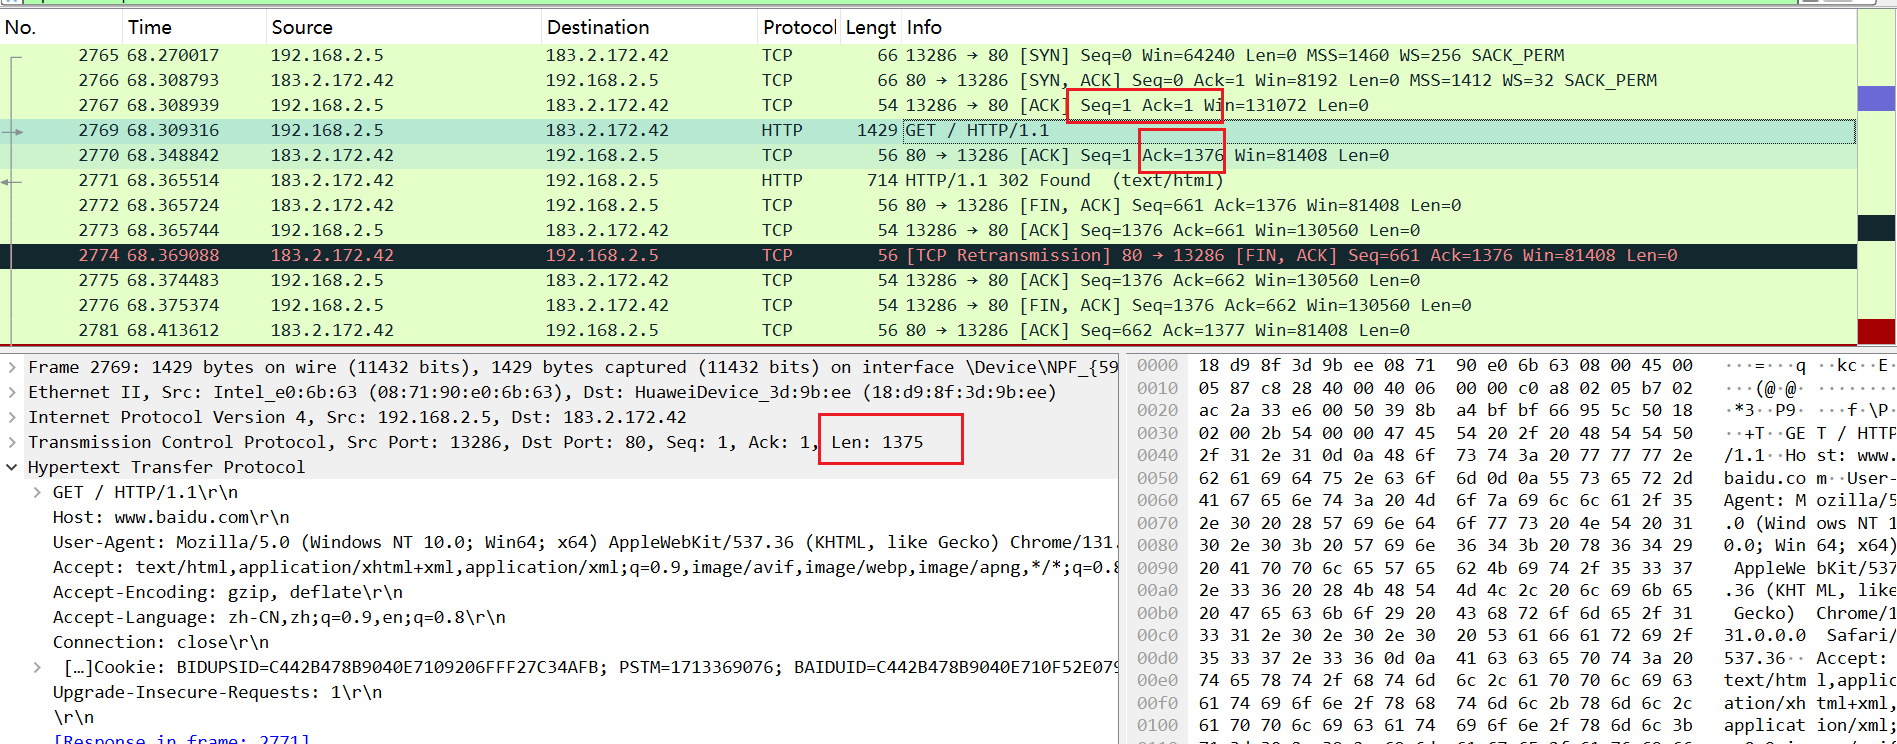 No. Time Source Destination Protocol Lengt Info
2765 68.270017 192.168.2.5 183.2.172.42 TCP 66 13286 → 80 [SYN] Seq=0 Win=64240 Len=0 MSS=1460 WS=256 SACK_PERM
2766 68.308793 183.2.172.42 192.168.2.5 TCP 66 80 → 13286 [SYN, ACK] Seq=0 Ack=1 Win=8192 Len=0 MSS=1412 WS=32 SACK_PERM
2767 68.308939 192.168.2.5 183.2.172.42 TCP 54 13286 → 80 [ACK] Seq=1 Ack=1 Win=131072 Len=0
2769 68.309316 192.168.2.5 183.2.172.42 HTTP 1429 GET / HTTP/1.1
2770 68.348842 183.2.172.42 192.168.2.5 TCP 56 80 → 13286 [ACK] Seq=1 Ack=1376 Win=81408 Len=0
2771 68.365514 183.2.172.42 192.168.2.5 HTTP 714 HTTP/1.1 302 Found (text/html)
2772 68.365724 183.2.172.42 192.168.2.5 TCP 56 80 → 13286 [FIN, ACK] Seq=661 Ack=1376 Win=81408 Len=0
2773 68.365744 192.168.2.5 183.2.172.42 TCP 54 13286 → 80 [ACK] Seq=1376 Ack=661 Win=130560 Len=0
2774 68.369088 183.2.172.42 192.168.2.5 TCP 56 [TCP Retransmission] 80 → 13286 [FIN, ACK] Seq=661 Ack=1376 Win=81408 Len=0
2775 68.374483 192.168.2.5 183.2.172.42 TCP 54 13286 → 80 [ACK] Seq=1376 Ack=662 Win=130560 Len=0
2776 68.375374 192.168.2.5 183.2.172.42 TCP 54 13286 → 80 [FIN, ACK] Seq=1376 Ack=662 Win=130560 Len=0
2781 68.413612 183.2.172.42 192.168.2.5 TCP 56 80 → 13286 [ACK] Seq=662 Ack=1377 Win=81408 Len=0
Frame 2769: 1429 bytes on wire (11432 bits), 1429 bytes captured (11432 bits) on interface \Device\NPF_{59
Ethernet II, Src: Intel_e0:6b:63 (08:71:90:e0:6b:63), Dst: HuaweiDevice_3d:9b:ee (18:d9:8f:3d:9b:ee)
Internet Protocol Version 4, Src: 192.168.2.5, Dst: 183.2.172.42
Transmission Control Protocol, Src Port: 13286, Dst Port: 80, Seq: 1, Ack: 1, Len: 1375
Hypertext Transfer Protocol
GET / HTTP/1.1\r\n
Host: www.baidu.com\r\n
User-Agent: Mozilla/5.0 (Windows NT 10.0; Win64; x64) AppleWebKit/537.36 (KHTML, like Gecko) Chrome/131.
Accept: text/html,application/xhtml+xml,application/xml;q=0.9,image/avif,image/webp,image/apng,*/*;q=0.8
Accept-Encoding: gzip, deflate\r\n
Accept-Language: zh-CN,zh;q=0.9,en;q=0.8\r\n
Connection: close\r\n
[…]Cookie: BIDUPSID=C442B478B9040E7109206FFF27C34AFB; PSTM=1713369076; BAIDUID=C442B478B9040E710F52E079
Upgrade-Insecure-Requests: 1\r\n
\r\n
[Response in frame: 2771]
0000 18 d9 8f 3d 9b ee 08 71 90 e0 6b 63 08 00 45 00 ···=···q ··kc··E·
0010 05 87 c8 28 40 00 40 06 00 00 c0 a8 02 05 b7 02 ···(@·@· ········
0020 ac 2a 33 e6 00 50 39 8b a4 bf bf 66 95 5c 50 18 ·*3··P9· ···f·\P·
0030 02 00 2b 54 00 00 47 45 54 20 2f 20 48 54 54 50 ··+T··GE T / HTTP
0040 2f 31 2e 31 0d 0a 48 6f 73 74 3a 20 77 77 77 2e /1.1··Ho st: www.
0050 62 61 69 64 75 2e 63 6f 6d 0d 0a 55 73 65 72 2d baidu.co m··User-
0060 41 67 65 6e 74 3a 20 4d 6f 7a 69 6c 6c 61 2f 35 Agent: M ozilla/5
0070 2e 30 20 28 57 69 6e 64 6f 77 73 20 4e 54 20 31 .0 (Wind ows NT 1
0080 30 2e 30 3b 20 57 69 6e 36 34 3b 20 78 36 34 29 0.0; Win 64; x64)
0090 20 41 70 70 6c 65 57 65 62 4b 69 74 2f 35 33 37 AppleWe bKit/537
00a0 2e 33 36 20 28 4b 48 54 4d 4c 2c 20 6c 69 6b 65 .36 (KHT ML, like
00b0 20 47 65 63 6b 6f 29 20 43 68 72 6f 6d 65 2f 31 Gecko) Chrome/1
00c0 33 31 2e 30 2e 30 2e 30 20 53 61 66 61 72 69 2f 31.0.0.0 Safari/
00d0 35 33 37 2e 33 36 0d 0a 41 63 63 65 70 74 3a 20 537.36·· Accept:
00e0 74 65 78 74 2f 68 74 6d 6c 2c 61 70 70 6c 69 63 text/htm l,applic
00f0 61 74 69 6f 6e 2f 78 68 74 6d 6c 2b 78 6d 6c 2c ation/xh tml+xml,
0100 61 70 70 6c 69 63 61 74 69 6f 6e 2f 78 6d 6c 3b applicat ion/xml;